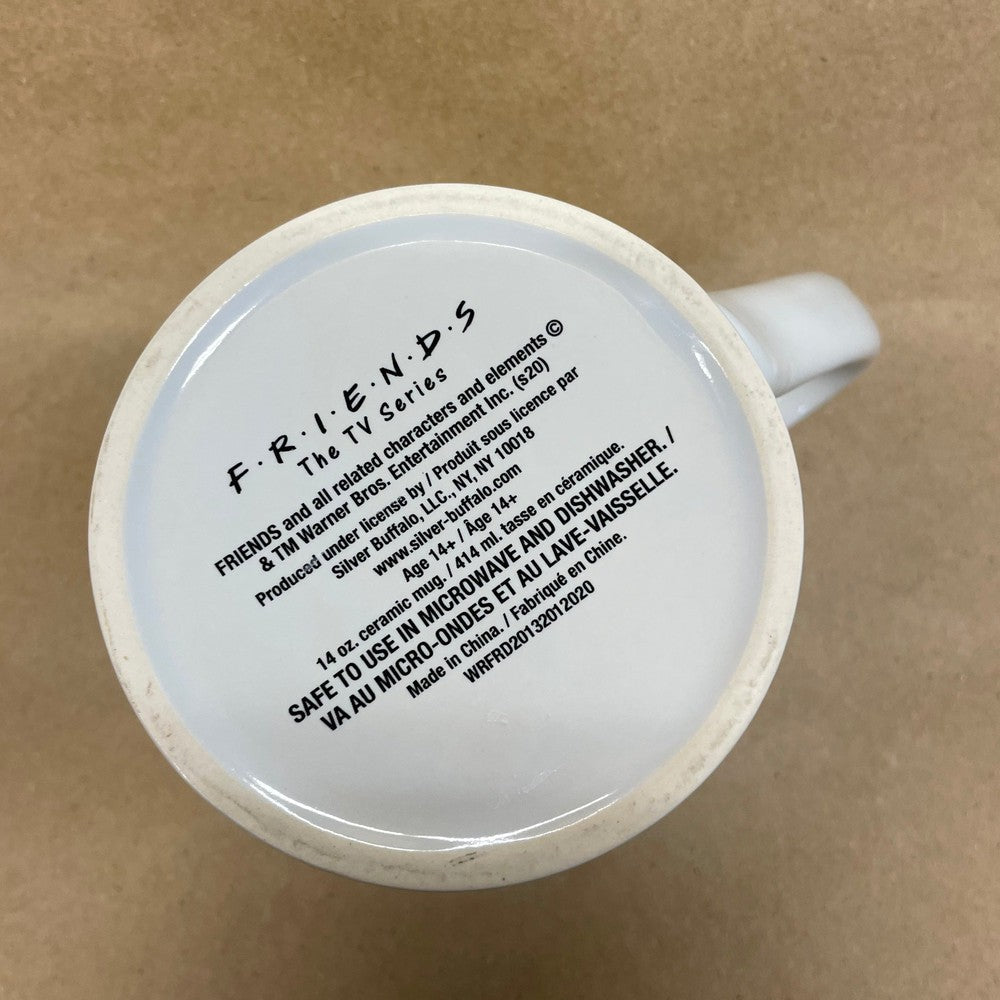 F·R·I·E·N·D·S
The TV Series
FRIENDS and all related characters and elements ©
& TM Warner Bros. Entertainment Inc. (s20)
Produced under license by / Produit sous licence par
Silver Buffalo, LLC., NY, NY 10018
www.silver-buffalo.com
Age 14+ / Âge 14+
14 oz. ceramic mug. / 414 ml. tasse en céramique.
SAFE TO USE IN MICROWAVE AND DISHWASHER. /
VA AU MICRO-ONDES ET AU LAVE-VAISSELLE.
Made in China. / Fabriqué en Chine.
WRFRD20132012020